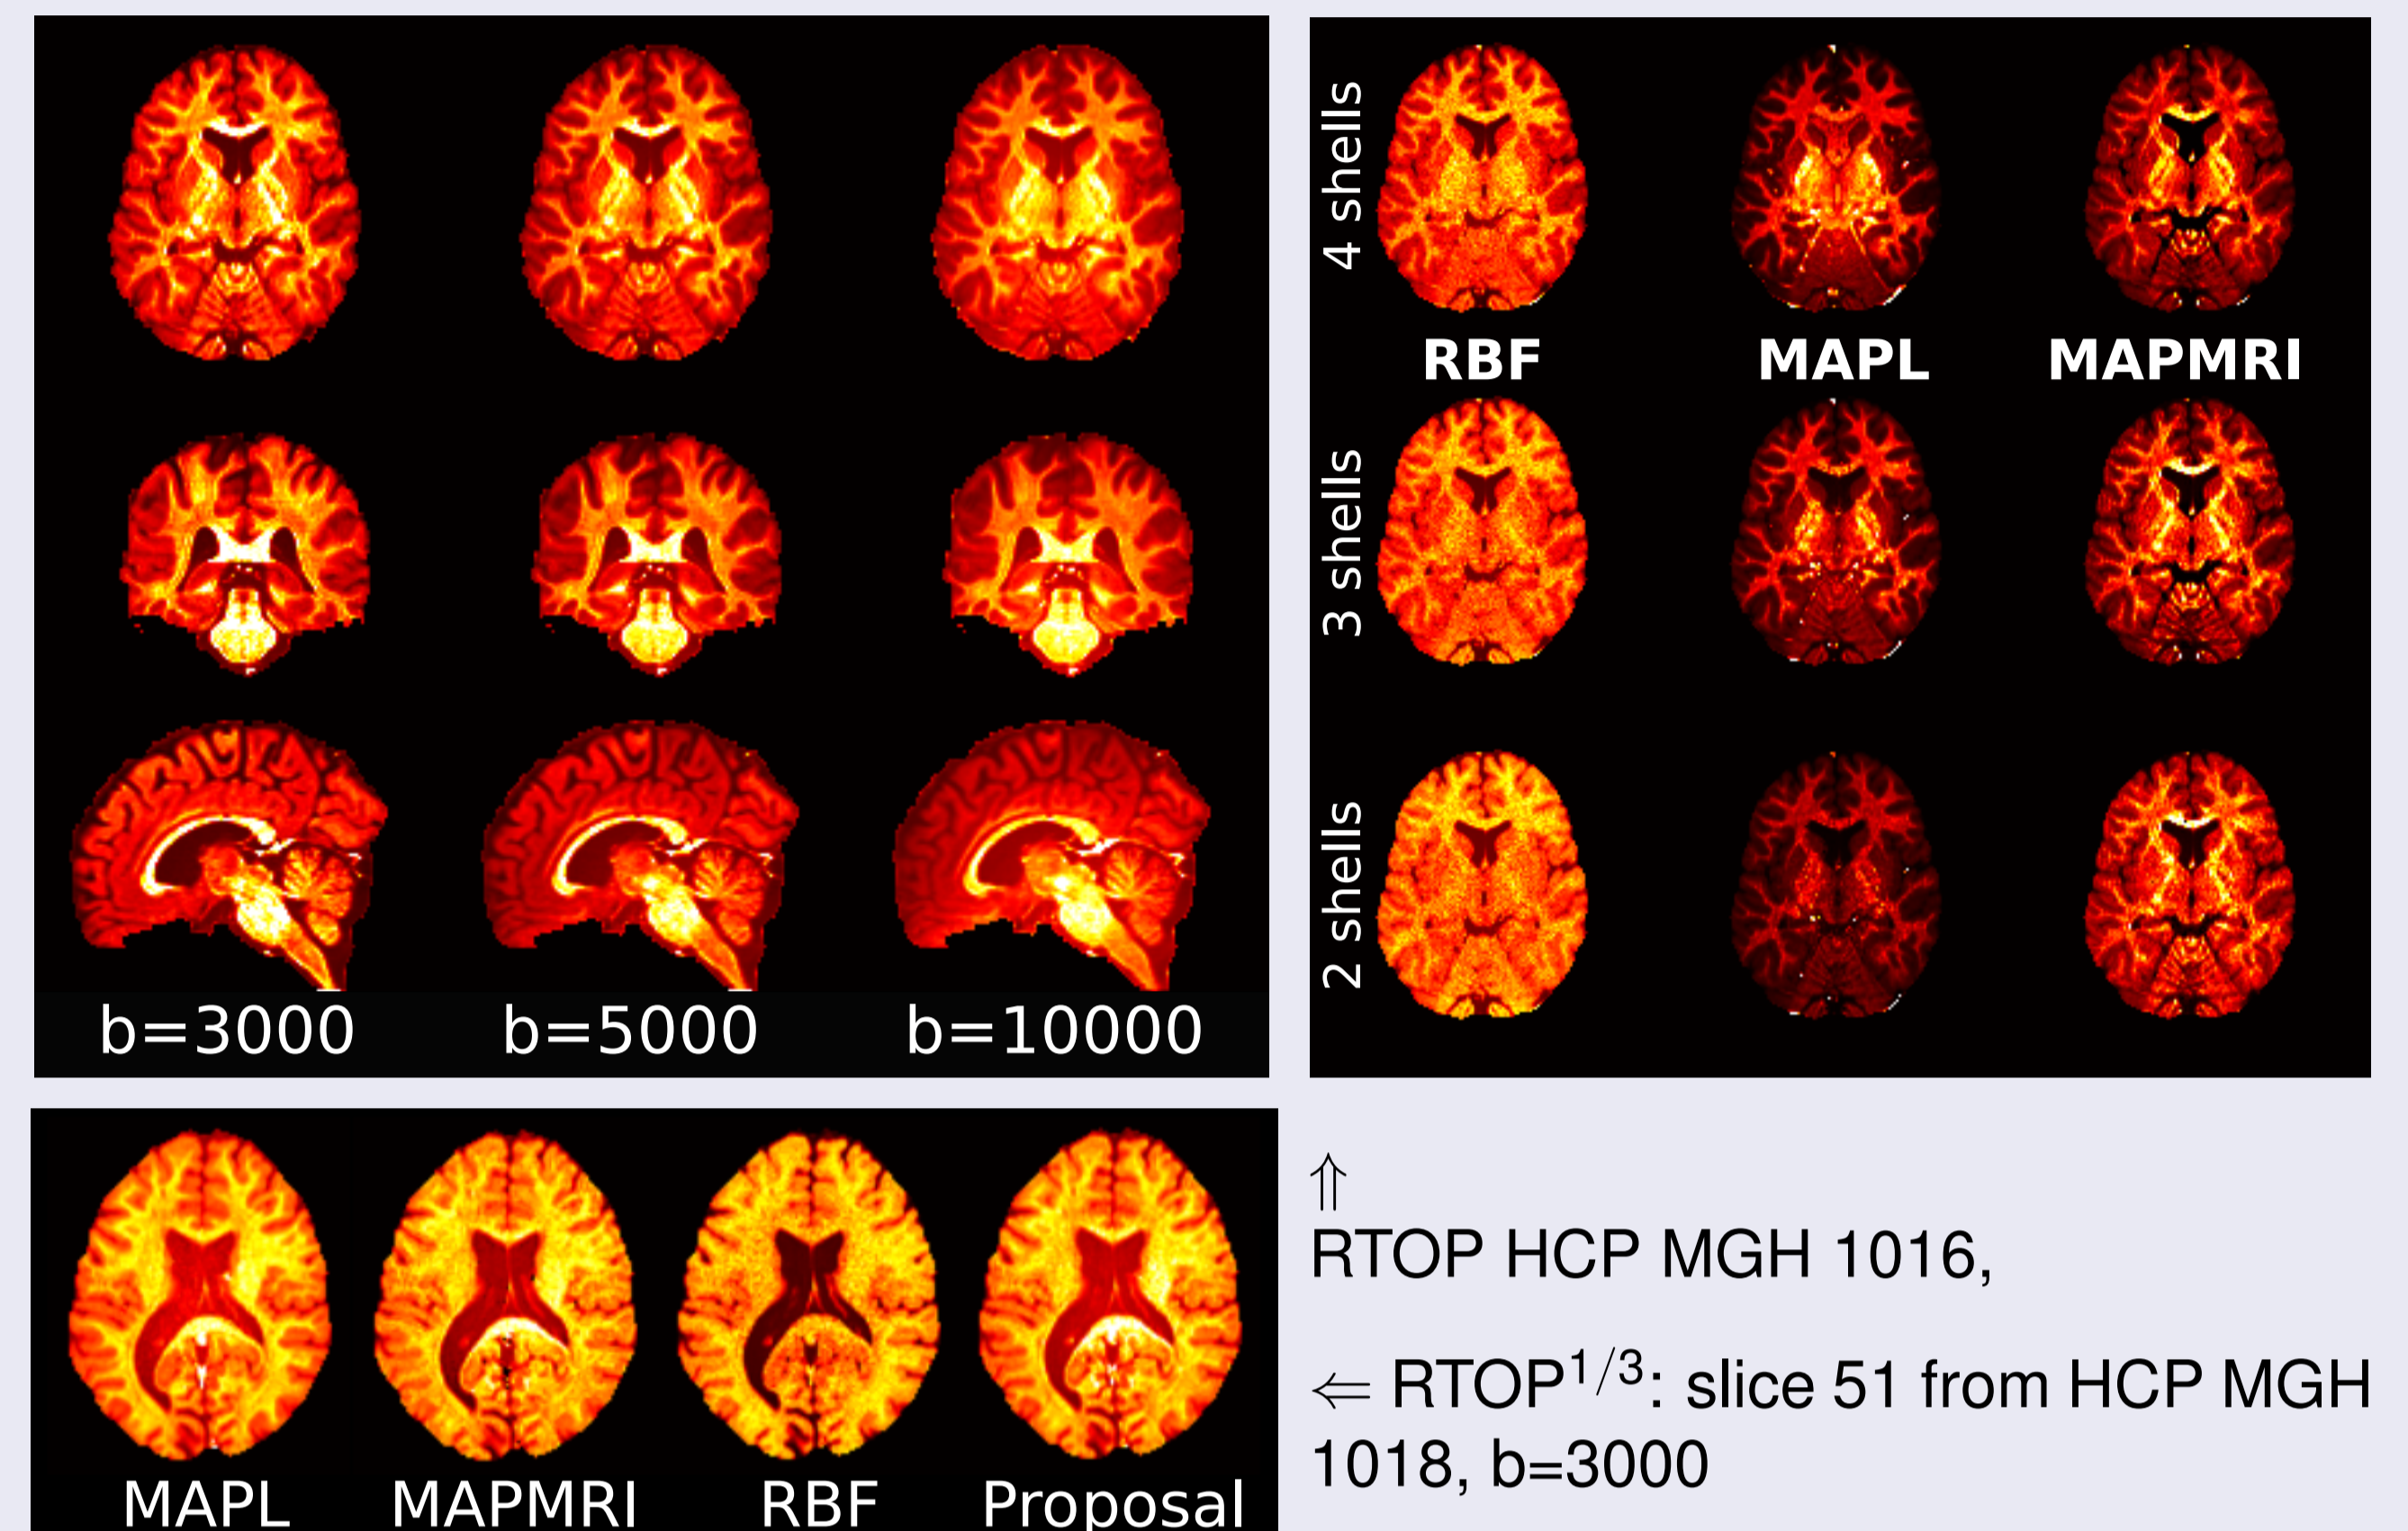 b=3000 b=5000 b=10000
4 shells
RBF MAPL MAPMRI
3 shells
2 shells
MAPL MAPMRI RBF Proposal
⇑
RTOP HCP MGH 1016,
⇐ RTOP^1/3: slice 51 from HCP MGH
1018, b=3000